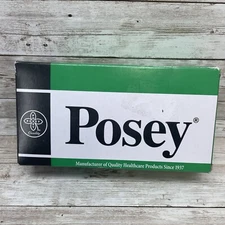 Posey®
Manufacturer of Quality Healthcare Products Since 1937